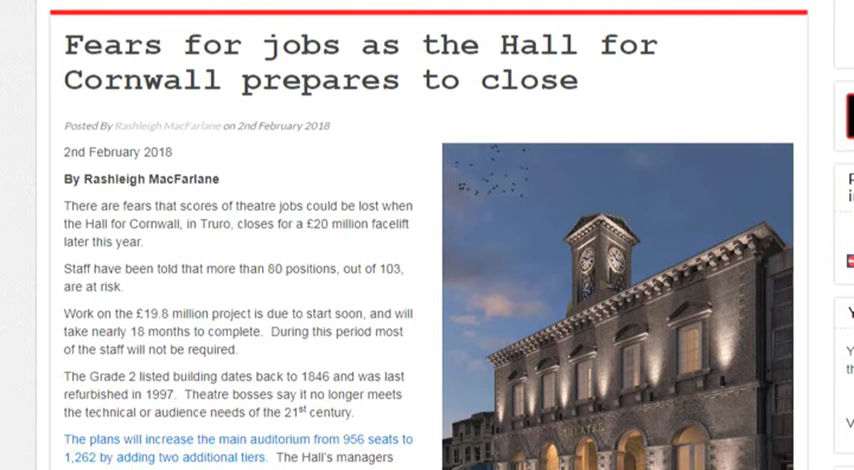 Fears for jobs as the Hall for
Cornwall prepares to close
Posted By Rashleigh MacFarlane on 2nd February 2018
2nd February 2018
By Rashleigh MacFarlane
There are fears that scores of theatre jobs could be lost when
the Hall for Cornwall, in Truro, closes for a £20 million facelift
later this year.
Staff have been told that more than 80 positions, out of 103,
are at risk.
Work on the £19.8 million project is due to start soon, and will
take nearly 18 months to complete. During this period most
of the staff will not be required.
The Grade 2 listed building dates back to 1846 and was last
refurbished in 1997. Theatre bosses say it no longer meets
the technical or audience needs of the 21st century.
The plans will increase the main auditorium from 956 seats to
1,262 by adding two additional tiers. The Hall's managers